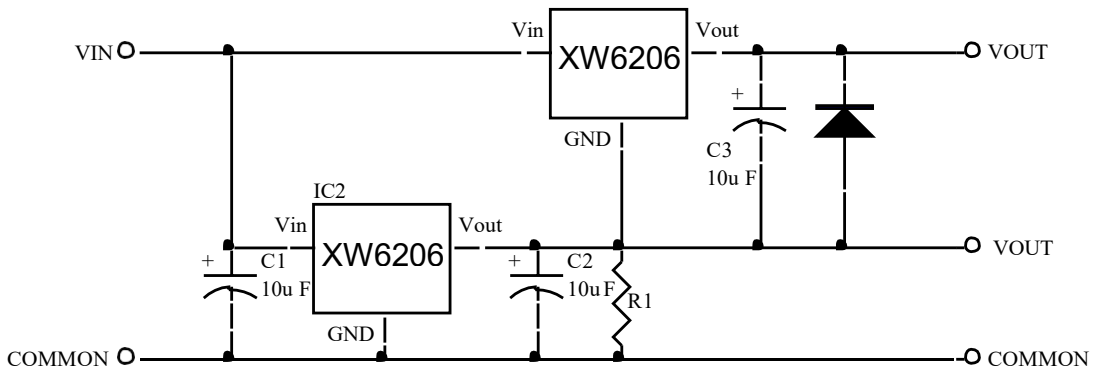 Vin
Vout
VIN
XW6206
VOUT
+
GND
C3
10u F
IC2
Vin
Vout
XW6206
VOUT
+
C1
10u F
+
C2
10u F
R1
GND
COMMON
COMMON